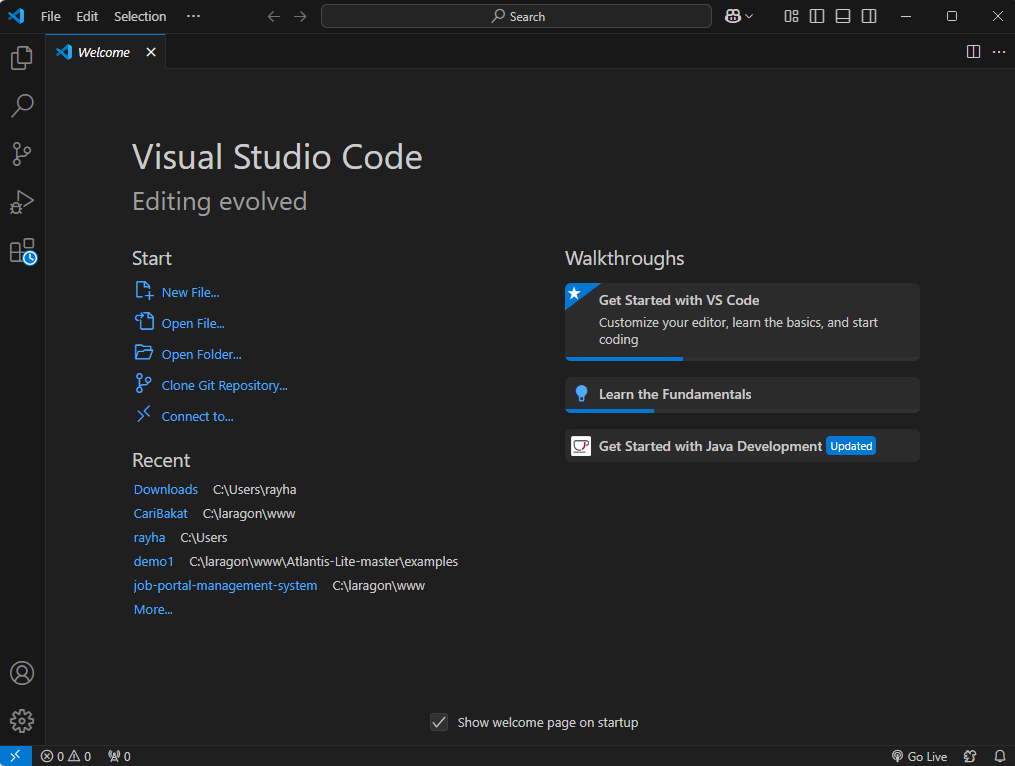 File Edit Selection ··· Search
Welcome
Visual Studio Code
Editing evolved
Start
New File...
Open File...
Open Folder...
Clone Git Repository...
Connect to...
Recent
Downloads C:\Users\rayha
CariBakat C:\laragon\www
rayha C:\Users
demo1 C:\laragon\www\Atlantis-Lite-master\examples
job-portal-management-system C:\laragon\www
More...
Walkthroughs
Get Started with VS Code
Customize your editor, learn the basics, and start
coding
Learn the Fundamentals
Get Started with Java Development Updated
Show welcome page on startup
0 0 0 Go Live